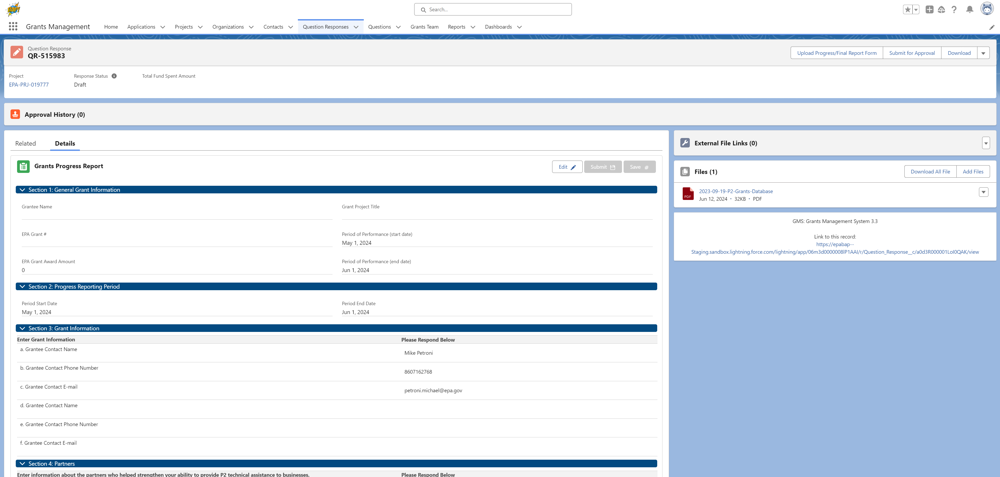 BAP!
Search...
Grants Management
Home
Applications
Projects
Organizations
Contacts
Question Responses
Questions
Grants Team
Reports
Dashboards
Question Response
QR-515983
Upload Progress/Final Report Form
Submit for Approval
Download
Project
EPA-PRJ-019777
Response Status
Draft
Total Fund Spent Amount
Approval History (0)
Related
Details
Grants Progress Report
Edit
Submit
Save
Section 1: General Grant Information
Grantee Name
Grant Project Title
EPA Grant #
Period of Performance (start date)
May 1, 2024
EPA Grant Award Amount
0
Period of Performance (end date)
Jun 1, 2024
Section 2: Progress Reporting Period
Period Start Date
May 1, 2024
Period End Date
Jun 1, 2024
Section 3: Grant Information
Enter Grant Information
Please Respond Below
a. Grantee Contact Name
Mike Petroni
b. Grantee Contact Phone Number
8607162768
c. Grantee Contact E-mail
petroni.michael@epa.gov
d. Grantee Contact Name
e. Grantee Contact Phone Number
f. Grantee Contact E-mail
Section 4: Partners
Enter information about the partners who helped strengthen your ability to provide P2 technical assistance to businesses.
Please Respond Below
External File Links (0)
Files (1)
Download All File
Add Files
PDF
2023-09-19-P2-Grants-Database
Jun 12, 2024 • 32KB • PDF
GMS: Grants Management System 3.3
Link to this record:
https://epabap--
Staging.sandbox.lightning.force.com/lightning/app/06m3d0000008lP1AAI/r/Question_Response__c/a0d3R000001LoI0QAK/view